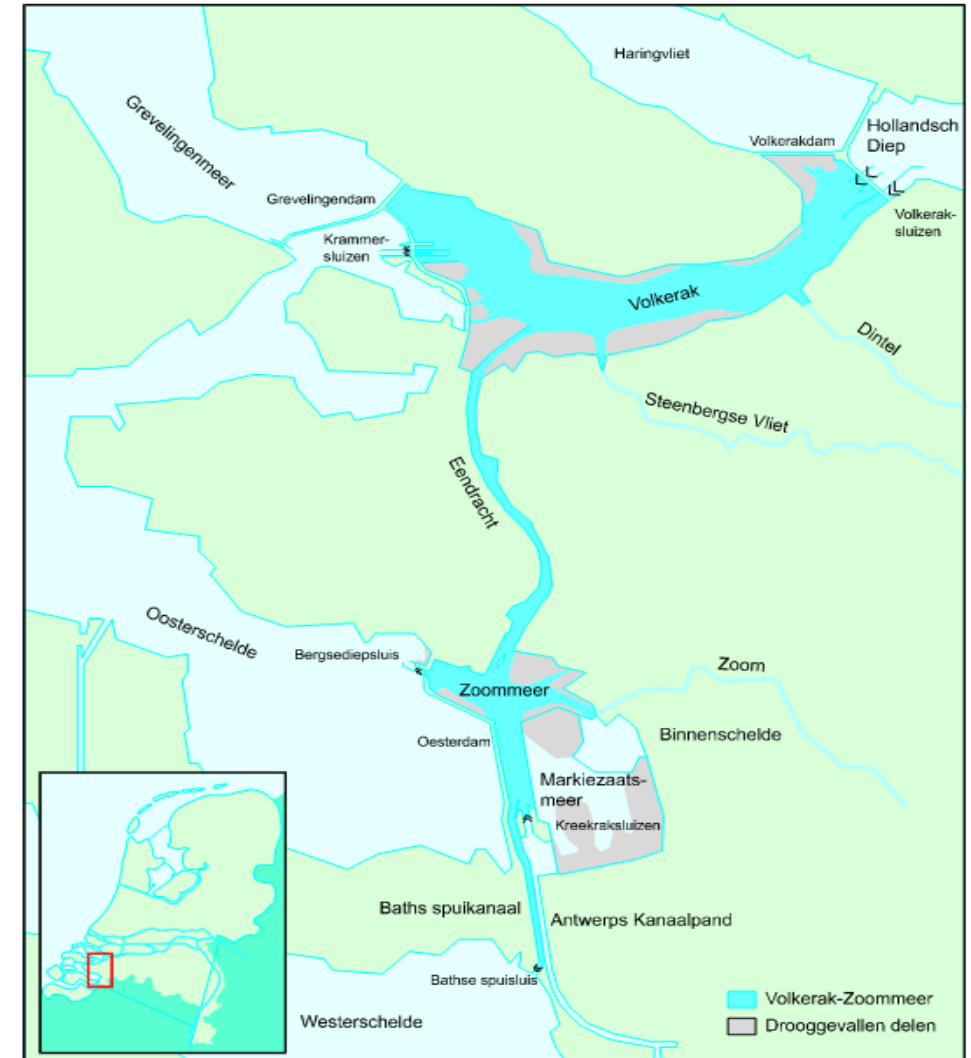 Haringvliet
Grevelingenmeer
Hollandsch
Diep
Volkerakdam
Grevelingendam
Volkerak-
sluizen
Krammer-
sluizen
Volkerak
Dintel
Steenbergse Vliet
Eendracht
Oosterschelde
Bergsediepsluis
Zoom
Zoommeer
Binnenschelde
Oesterdam
Markiezaats-
meer
Kreekraksluizen
Baths spuikanaal
Antwerps Kanaalpand
Bathse spuisluis
Westerschelde
Volkerak-Zoommeer
Drooggevallen delen